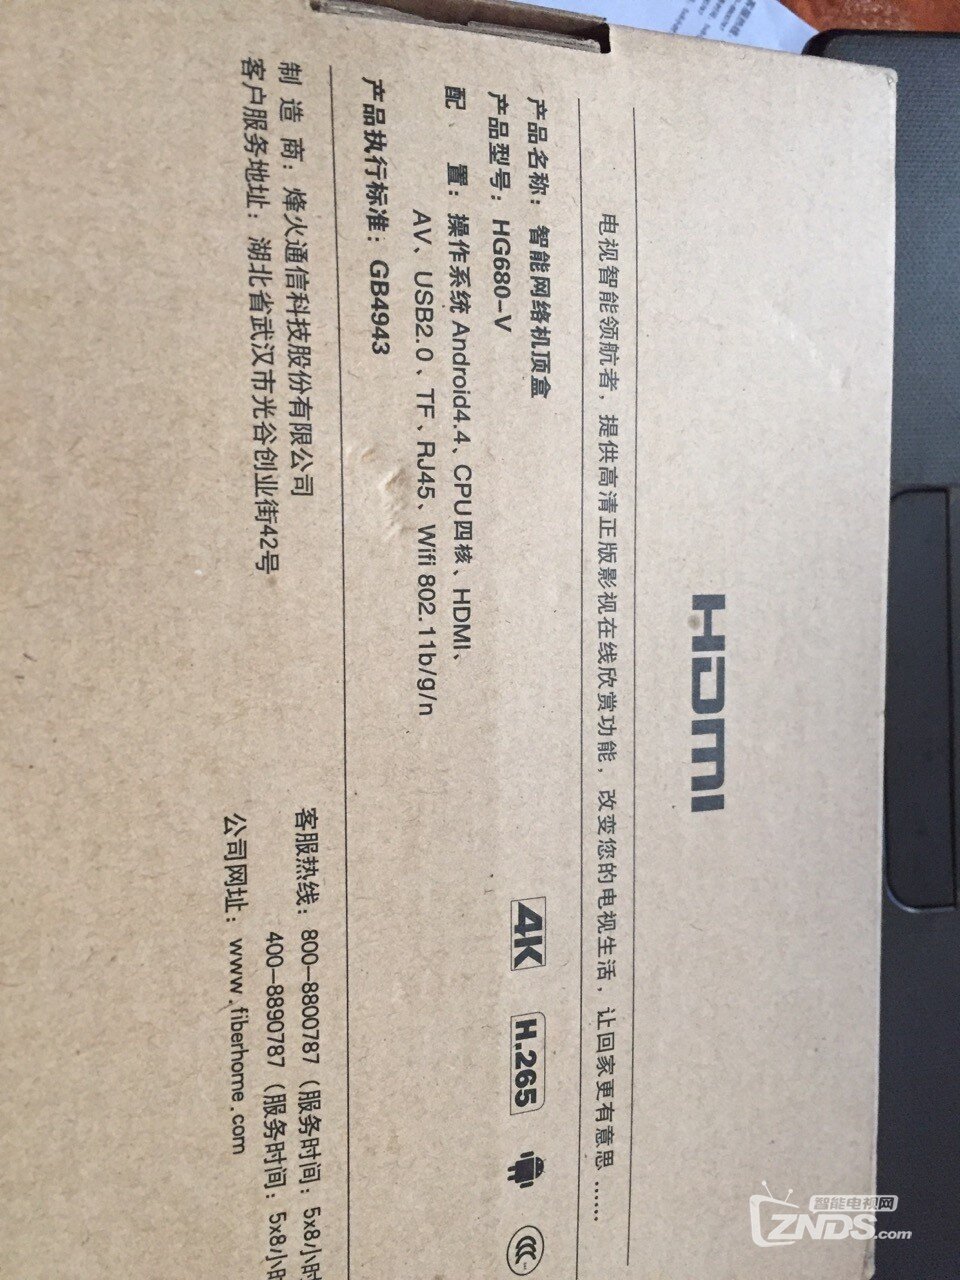 HDMI
电视智能领航者，提供高清正版影视在线欣赏功能，改变您的电视生活，让回家更有意思……
产品名称：智能网络机顶盒
产品型号：HG680-V
配 置：操作系统 Android4.4、CPU四核、HDMI、
AV、USB2.0、TF、RJ45、Wifi 802.11b/g/n
4K
H.265
CCC
产品执行标准：GB4943
制 造 商：烽火通信科技股份有限公司
客户服务地址：湖北省武汉市光谷创业街42号
客服热线：800-8800787（服务时间：5x8小时
400-8890787（服务时间：5x8小时
公司网址：www.fiberhome.com
智能电视网
ZNDS.com